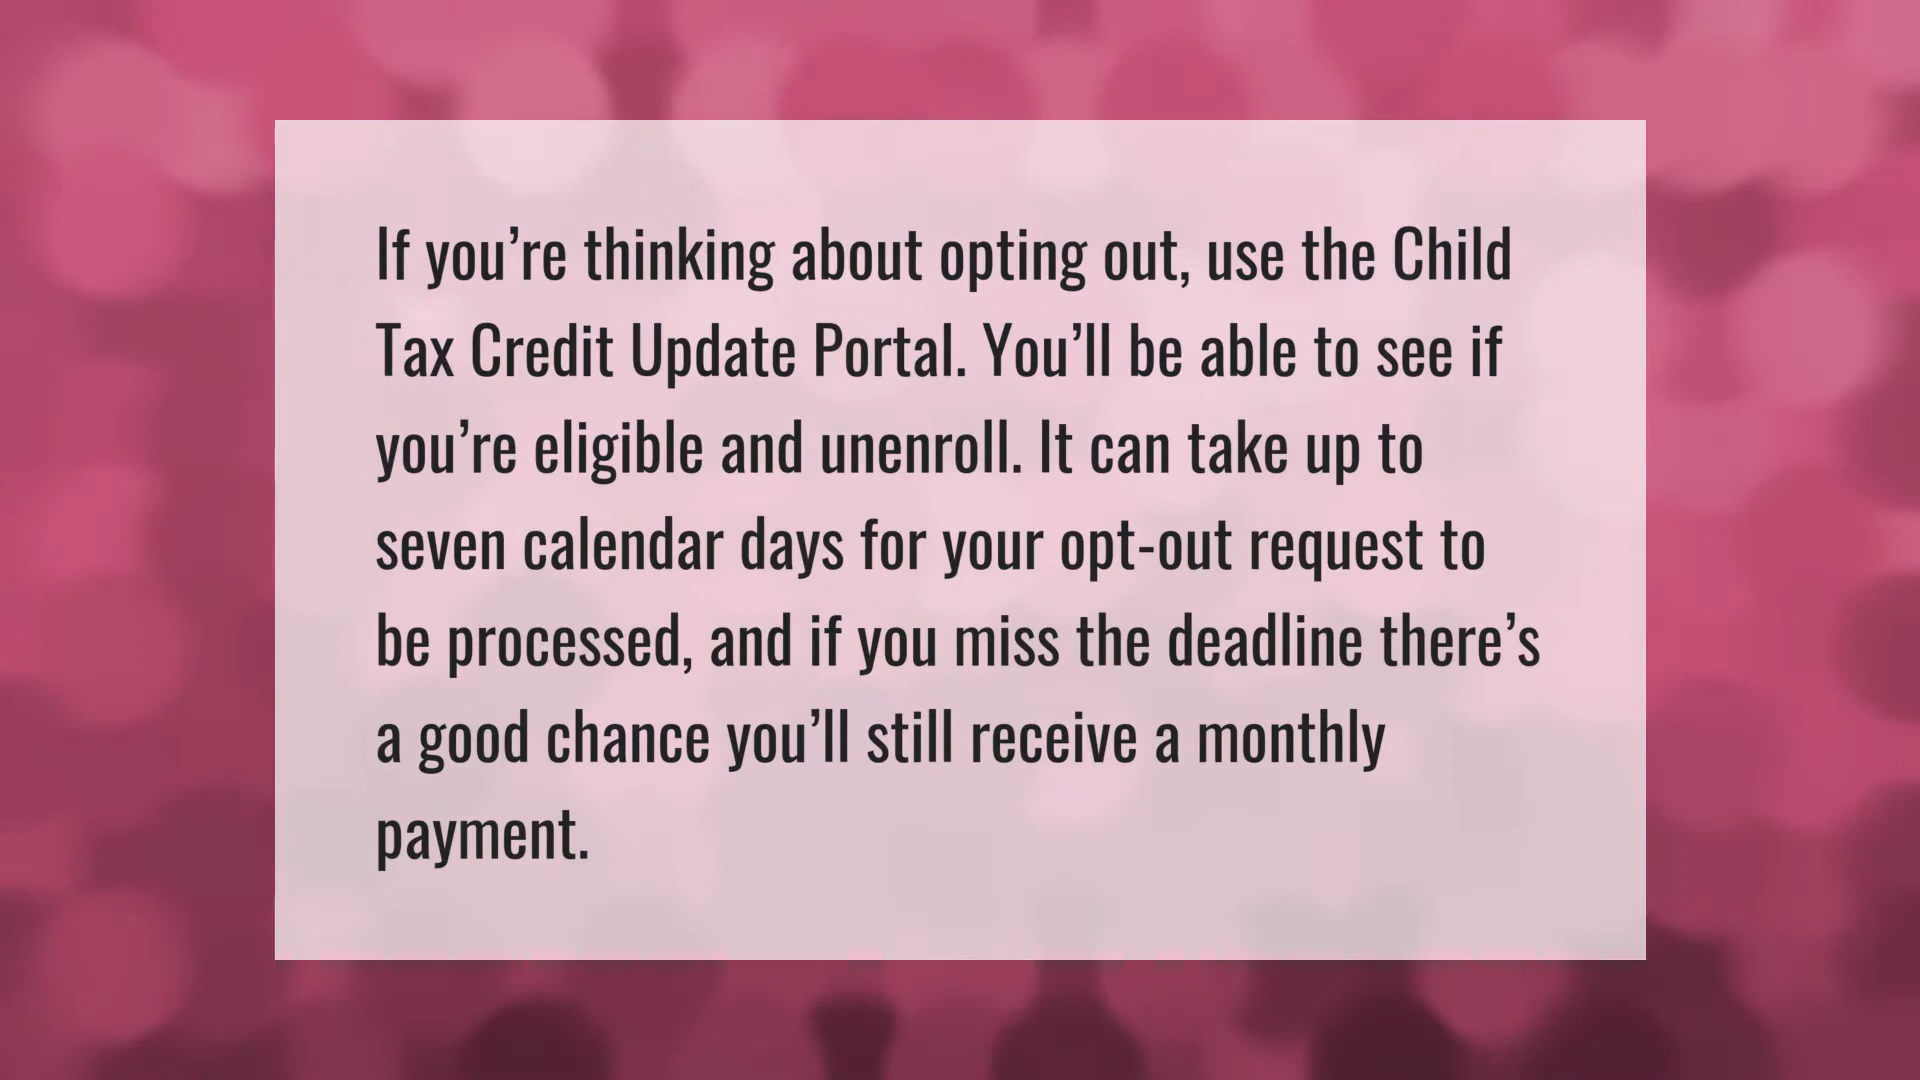 If you’re thinking about opting out, use the Child
Tax Credit Update Portal. You’ll be able to see if
you’re eligible and unenroll. It can take up to
seven calendar days for your opt-out request to
be processed, and if you miss the deadline there’s
a good chance you’ll still receive a monthly
payment.